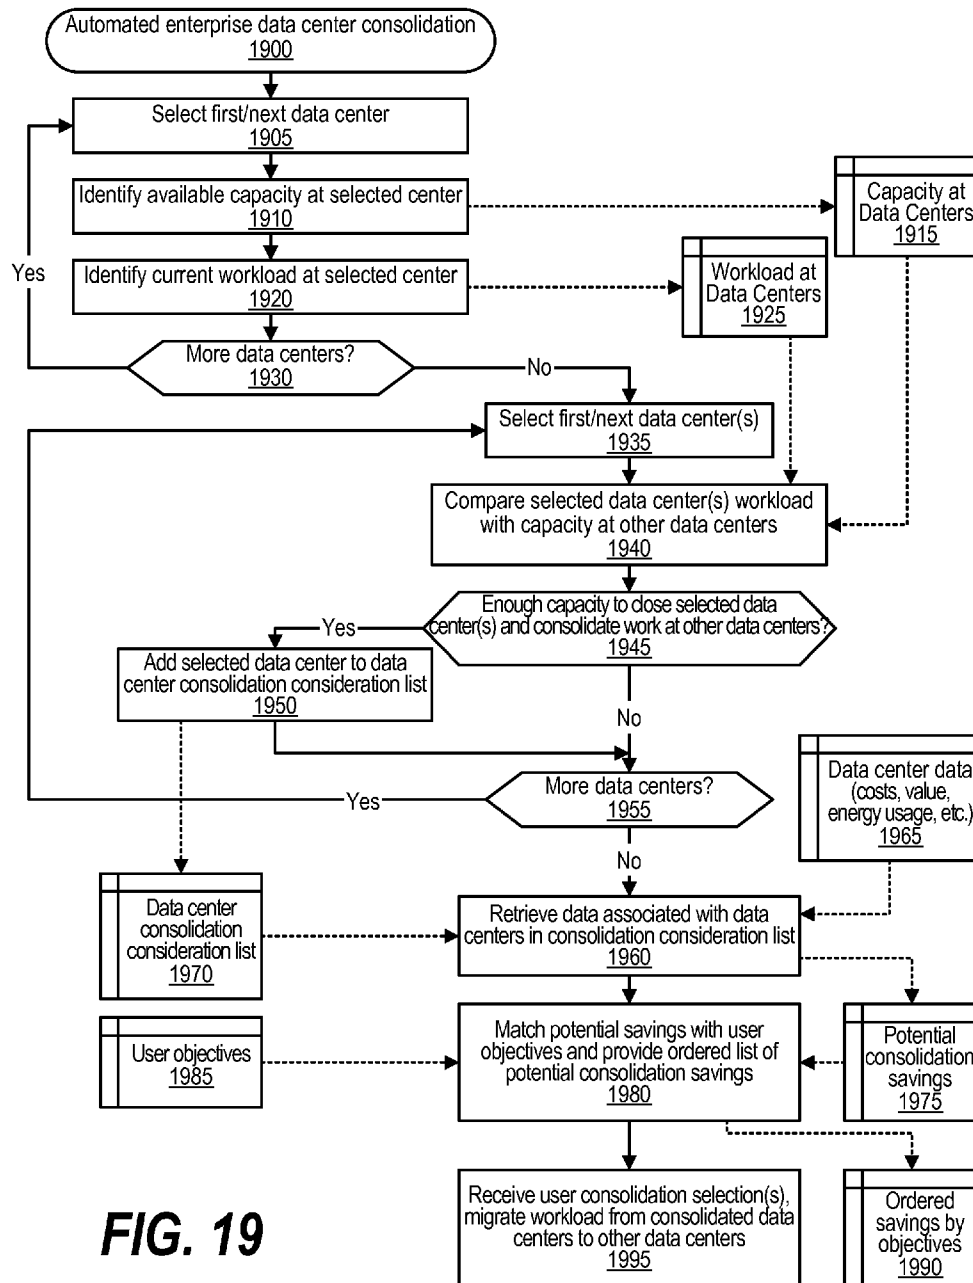 Automated enterprise data center consolidation
1900
Select first/next data center
1905
Identify available capacity at selected center
1910
Capacity at
Data Centers
1915
Yes
Identify current workload at selected center
1920
Workload at
Data Centers
1925
More data centers?
1930
No
Select first/next data center(s)
1935
Compare selected data center(s) workload
with capacity at other data centers
1940
Enough capacity to close selected data
center(s) and consolidate work at other data centers?
1945
Yes
Add selected data center to data
center consolidation consideration list
1950
No
More data centers?
1955
Yes
Data center data
(costs, value,
energy usage, etc.)
1965
No
Data center
consolidation
consideration list
1970
Retrieve data associated with data
centers in consolidation consideration list
1960
User objectives
1985
Match potential savings with user
objectives and provide ordered list of
potential consolidation savings
1980
Potential
consolidation
savings
1975
Receive user consolidation selection(s),
migrate workload from consolidated data
centers to other data centers
1995
Ordered
savings by
objectives
1990
FIG. 19